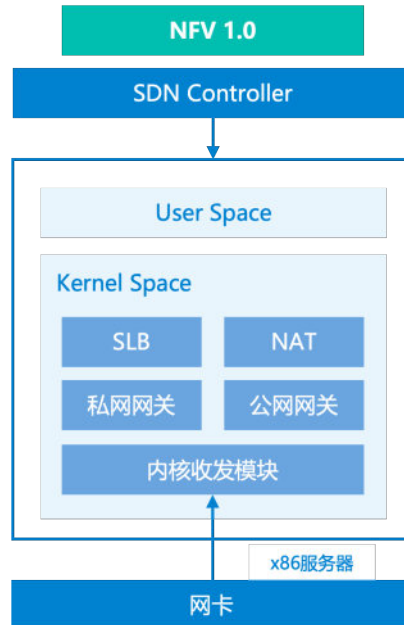 NFV 1.0
SDN Controller
User Space
Kernel Space
SLB
NAT
私网网关
公网网关
内核收发模块
x86服务器
网卡